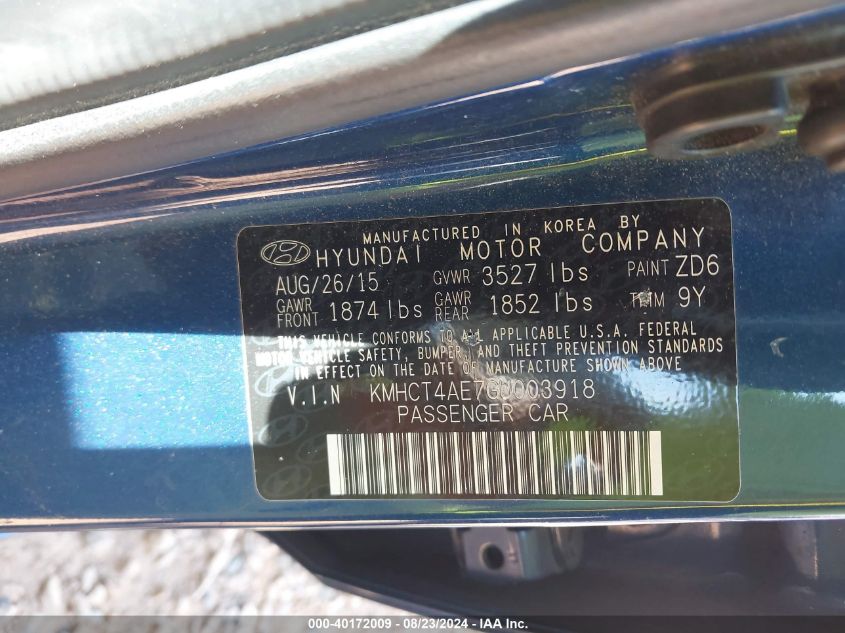 MANUFACTURED IN KOREA BY
HYUNDAI MOTOR COMPANY
AUG/26/15 GVWR 3527 lbs PAINT ZD6
GAWR FRONT 1874 lbs GAWR REAR 1852 lbs TRIM 9Y
THIS VEHICLE CONFORMS TO ALL APPLICABLE U.S.A. FEDERAL
MOTOR VEHICLE SAFETY, BUMPER, AND THEFT PREVENTION STANDARDS
IN EFFECT ON THE DATE OF MANUFACTURE SHOWN ABOVE
V.I.N KMHCT4AE7GU003918
PASSENGER CAR
000-40172009 - 08/23/2024 - IAA Inc.